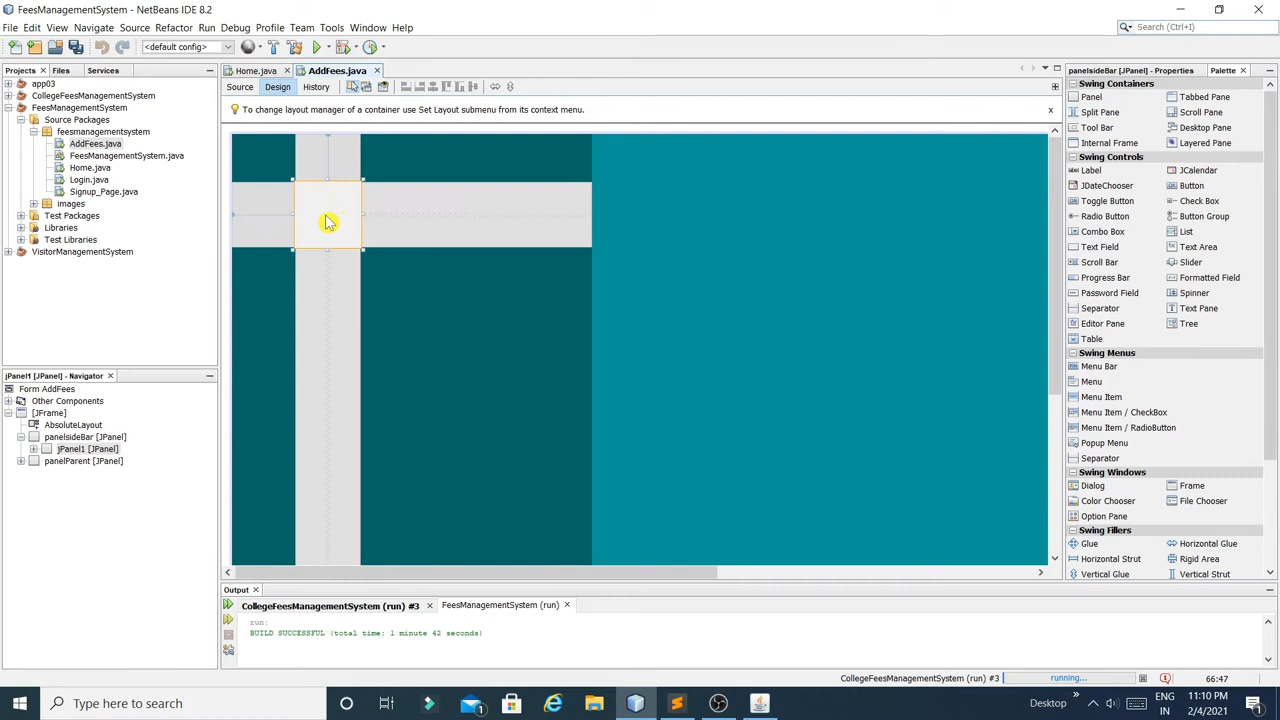 FeesManagementSystem - NetBeans IDE 8.2
File Edit View Navigate Source Refactor Run Debug Profile Team Tools Window Help
Search (Ctrl+I)
<default config>
Projects Files Services
Home.java AddFees.java
panelsideBar [JPanel] - Properties Palette
Source Design History
To change layout manager of a container use Set Layout submenu from its context menu.
app03
CollegeFeesManagementSystem
FeesManagementSystem
Source Packages
feesmanagementsystem
AddFees.java
FeesManagementSystem.java
Home.java
Login.java
Signup_Page.java
images
Test Packages
Libraries
Test Libraries
VisitorManagementSystem
jPanel1 [JPanel] - Navigator
Form AddFees
Other Components
[JFrame]
AbsoluteLayout
panelsideBar [JPanel]
jPanel1 [JPanel]
panelParent [JPanel]
Swing Containers
Panel Tabbed Pane
Split Pane Scroll Pane
Tool Bar Desktop Pane
Internal Frame Layered Pane
Swing Controls
Label JCalendar
JDateChooser Button
Toggle Button Check Box
Radio Button Button Group
Combo Box List
Text Field Text Area
Scroll Bar Slider
Progress Bar Formatted Field
Password Field Spinner
Separator Text Pane
Editor Pane Tree
Table
Swing Menus
Menu Bar
Menu
Menu Item
Menu Item / CheckBox
Menu Item / RadioButton
Popup Menu
Separator
Swing Windows
Dialog Frame
Color Chooser File Chooser
Option Pane
Swing Fillers
Glue Horizontal Glue
Horizontal Strut Rigid Area
Vertical Glue Vertical Strut
Output
CollegeFeesManagementSystem (run) #3 FeesManagementSystem (run)
run:
BUILD SUCCESSFUL (total time: 1 minute 42 seconds)
CollegeFeesManagementSystem (run) #3 running... 66:47
Type here to search
Desktop
ENG
IN
11:10 PM
2/4/2021